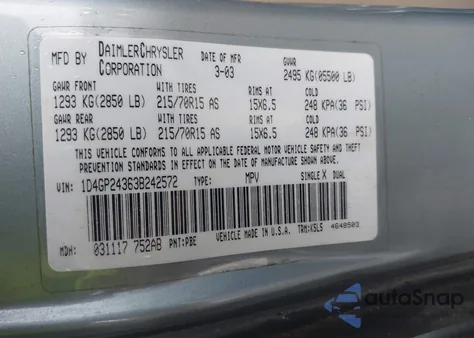 MFD BY DAIMLERCHRYSLER CORPORATION DATE OF MFR 3-03 GVWR 2495 KG(05500 LB)
GAWR FRONT WITH TIRES RIMS AT COLD
1293 KG(2850 LB) 215/70R15 AS 15X6.5 248 KPA(36 PSI)
GAWR REAR WITH TIRES RIMS AT COLD
1293 KG(2850 LB) 215/70R15 AS 15X6.5 248 KPA(36 PSI)
THIS VEHICLE CONFORMS TO ALL APPLICABLE FEDERAL MOTOR VEHICLE SAFETY, BUMPER, AND THEFT
PREVENTION STANDARDS IN EFFECT ON THE DATE OF MANUFACTURE SHOWN ABOVE.
VIN: 1D4GP24363B242572 TYPE: MPV SINGLE X DUAL
MDH: 031117 752AB PNT:PBE VEHICLE MADE IN U.S.A. TRM:K5L5 4648503
autoSnap